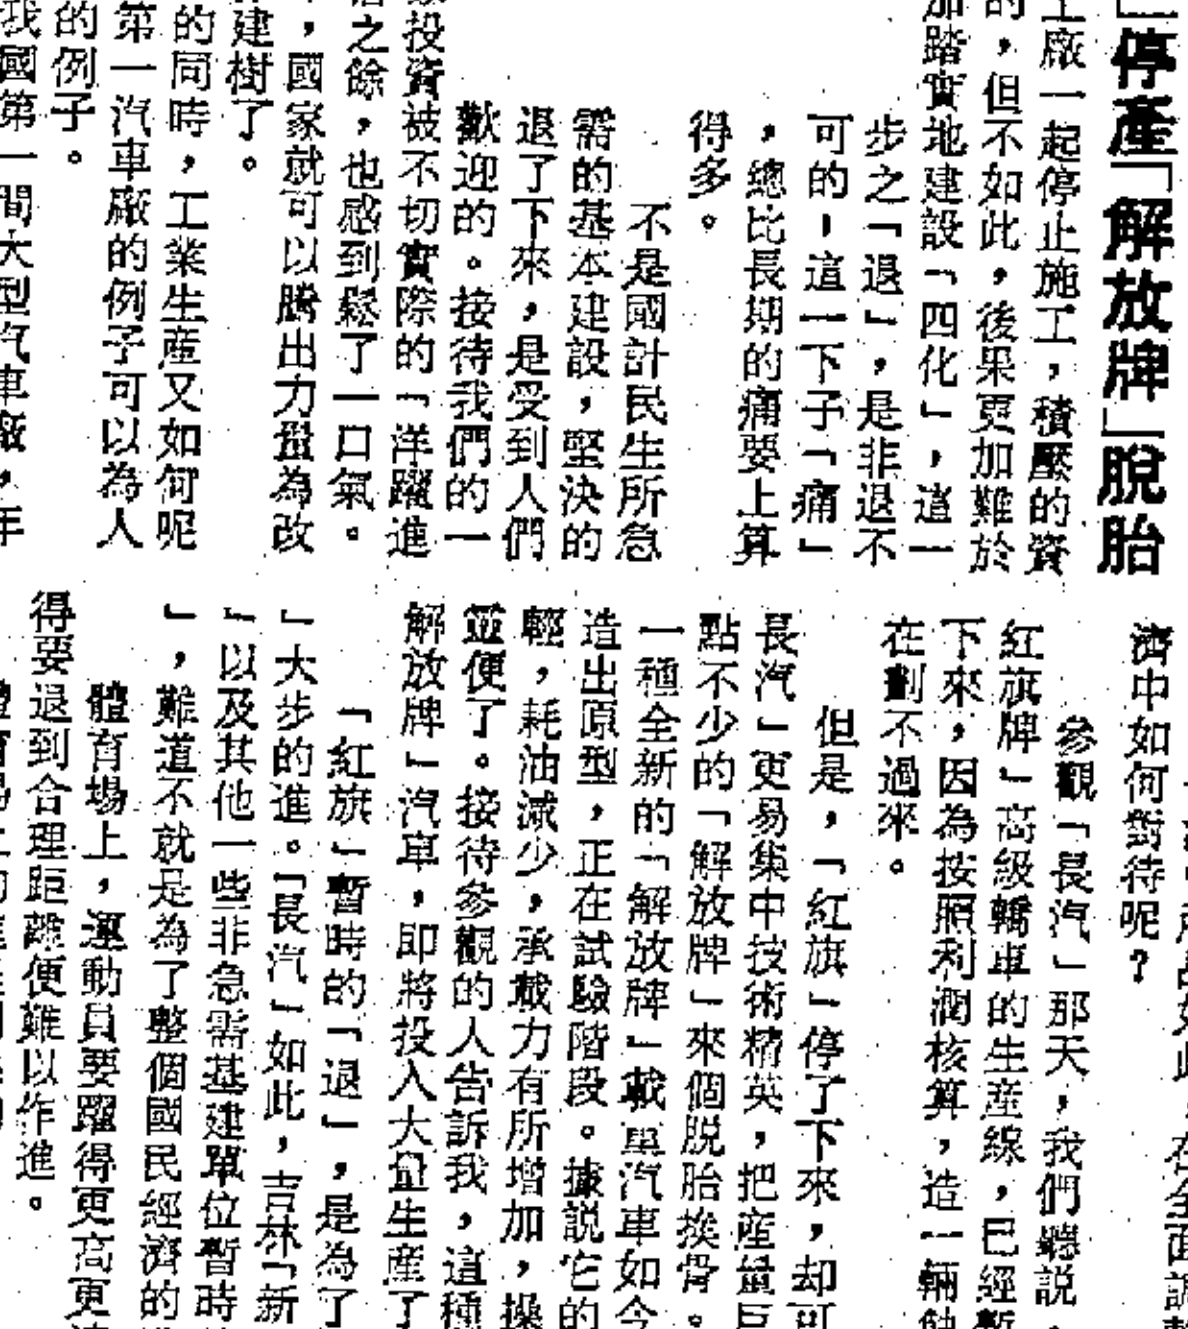 」停產「解放牌」脫胎
工廠一起停止施工，積壓的資
的，但不如此，後果更加難於
加踏實地建設「四化」，這一
步之「退」，是非退不
可的！這一下子「痛」
，總比長期的痛要上算
得多。
不是國計民生所急
需的基本建設，堅決的
退了下來，是受到人們
歡迎的。接待我們的一
投資被不切實際的「洋躍進
之餘，也感到鬆了一口氣。
，國家就可以騰出力量為改
建樹了。
的同時，工業生產又如何呢
第一汽車廠的例子可以為人
的例子。
我國第一間大型汽車廠，年
濟中如何對待呢？
參觀「長汽」那天，我們聽説，
紅旗牌」高級轎車的生産線，已經暫
下來，因為按照利潤核算，造一輛蝕
在劃不過來。
但是，「紅旗」停了下來，却可
長汽」更易集中技術精英，把産量巨
點不少的「解放牌」來個脱胎換骨。
一種全新的「解放牌」載重汽車如今
造出原型，正在試驗階段。據説它的
輕，耗油減少，承載力有所增加，操
並便了。接待參觀的人告訴我，這種
解放牌」汽車，即將投入大量生産了
「紅旗」暫時的「退」，是為了
」大步的進。「長汽」如此，吉林「新
」以及其他一些非急需基建單位暫時
」，難道不就是為了整個國民經濟的
體育場上，運動員要躍得更高更
得要退到合理距離便難以作進。